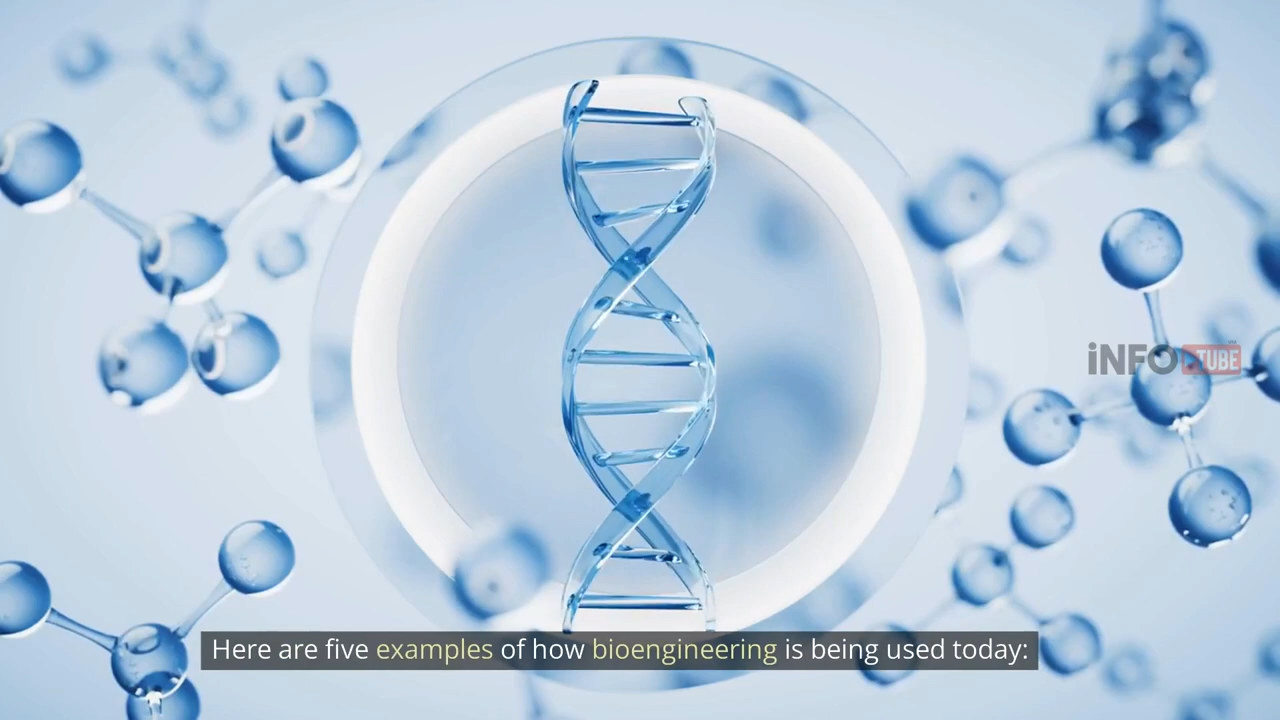 iNFO TUBE
Here are five examples of how bioengineering is being used today: